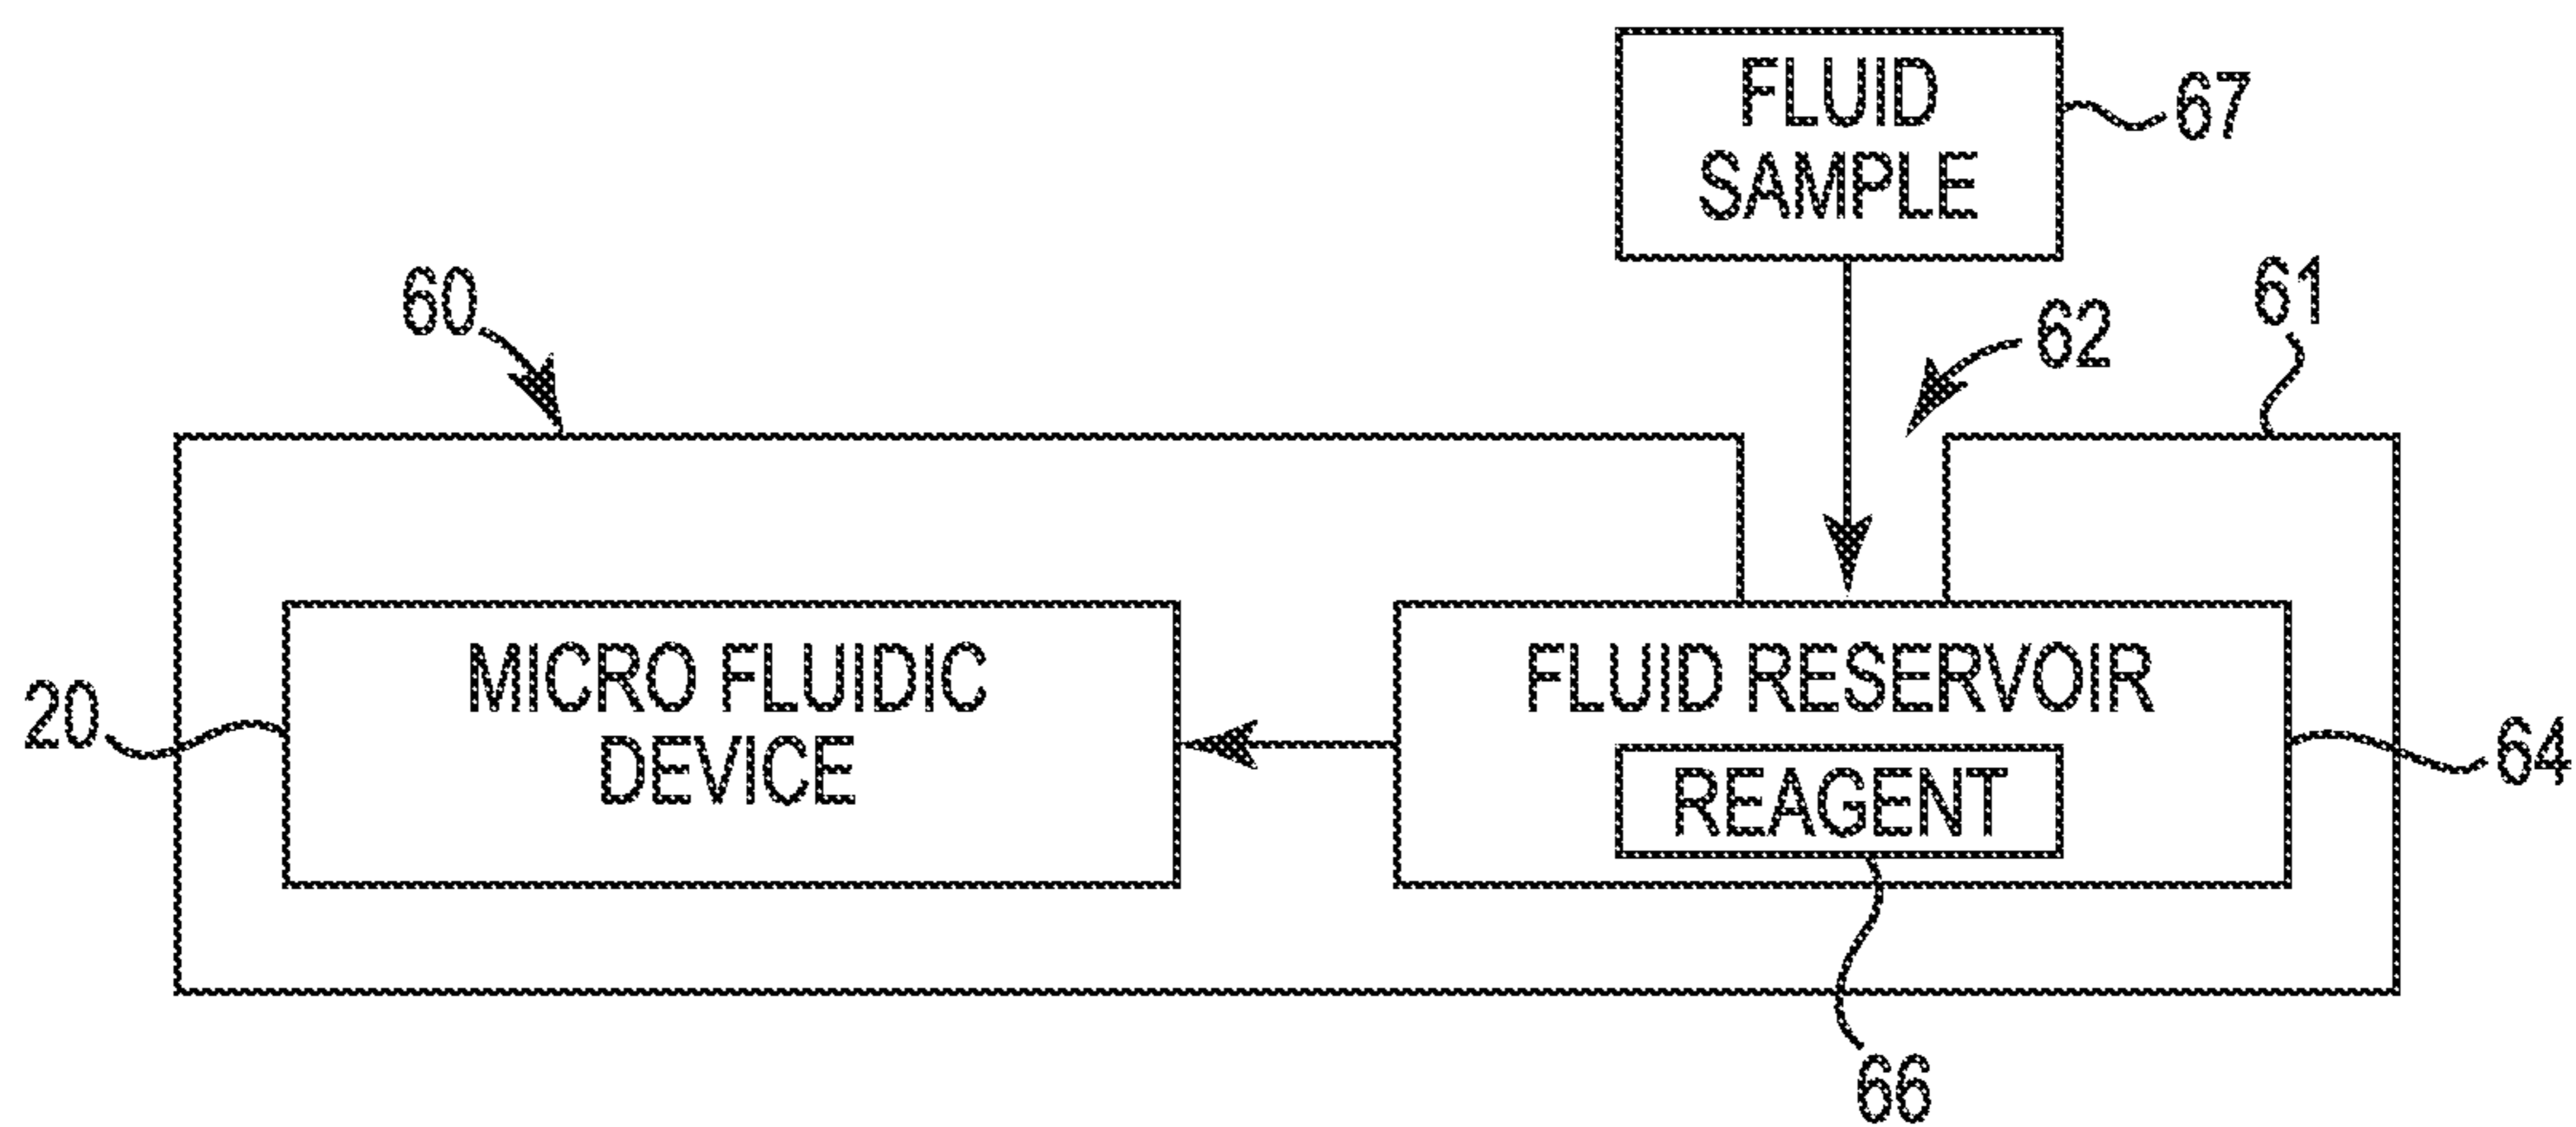 FLUID
SAMPLE
67
60
62
61
MICRO FLUIDIC
DEVICE
FLUID RESERVOIR
REAGENT
20
64
66